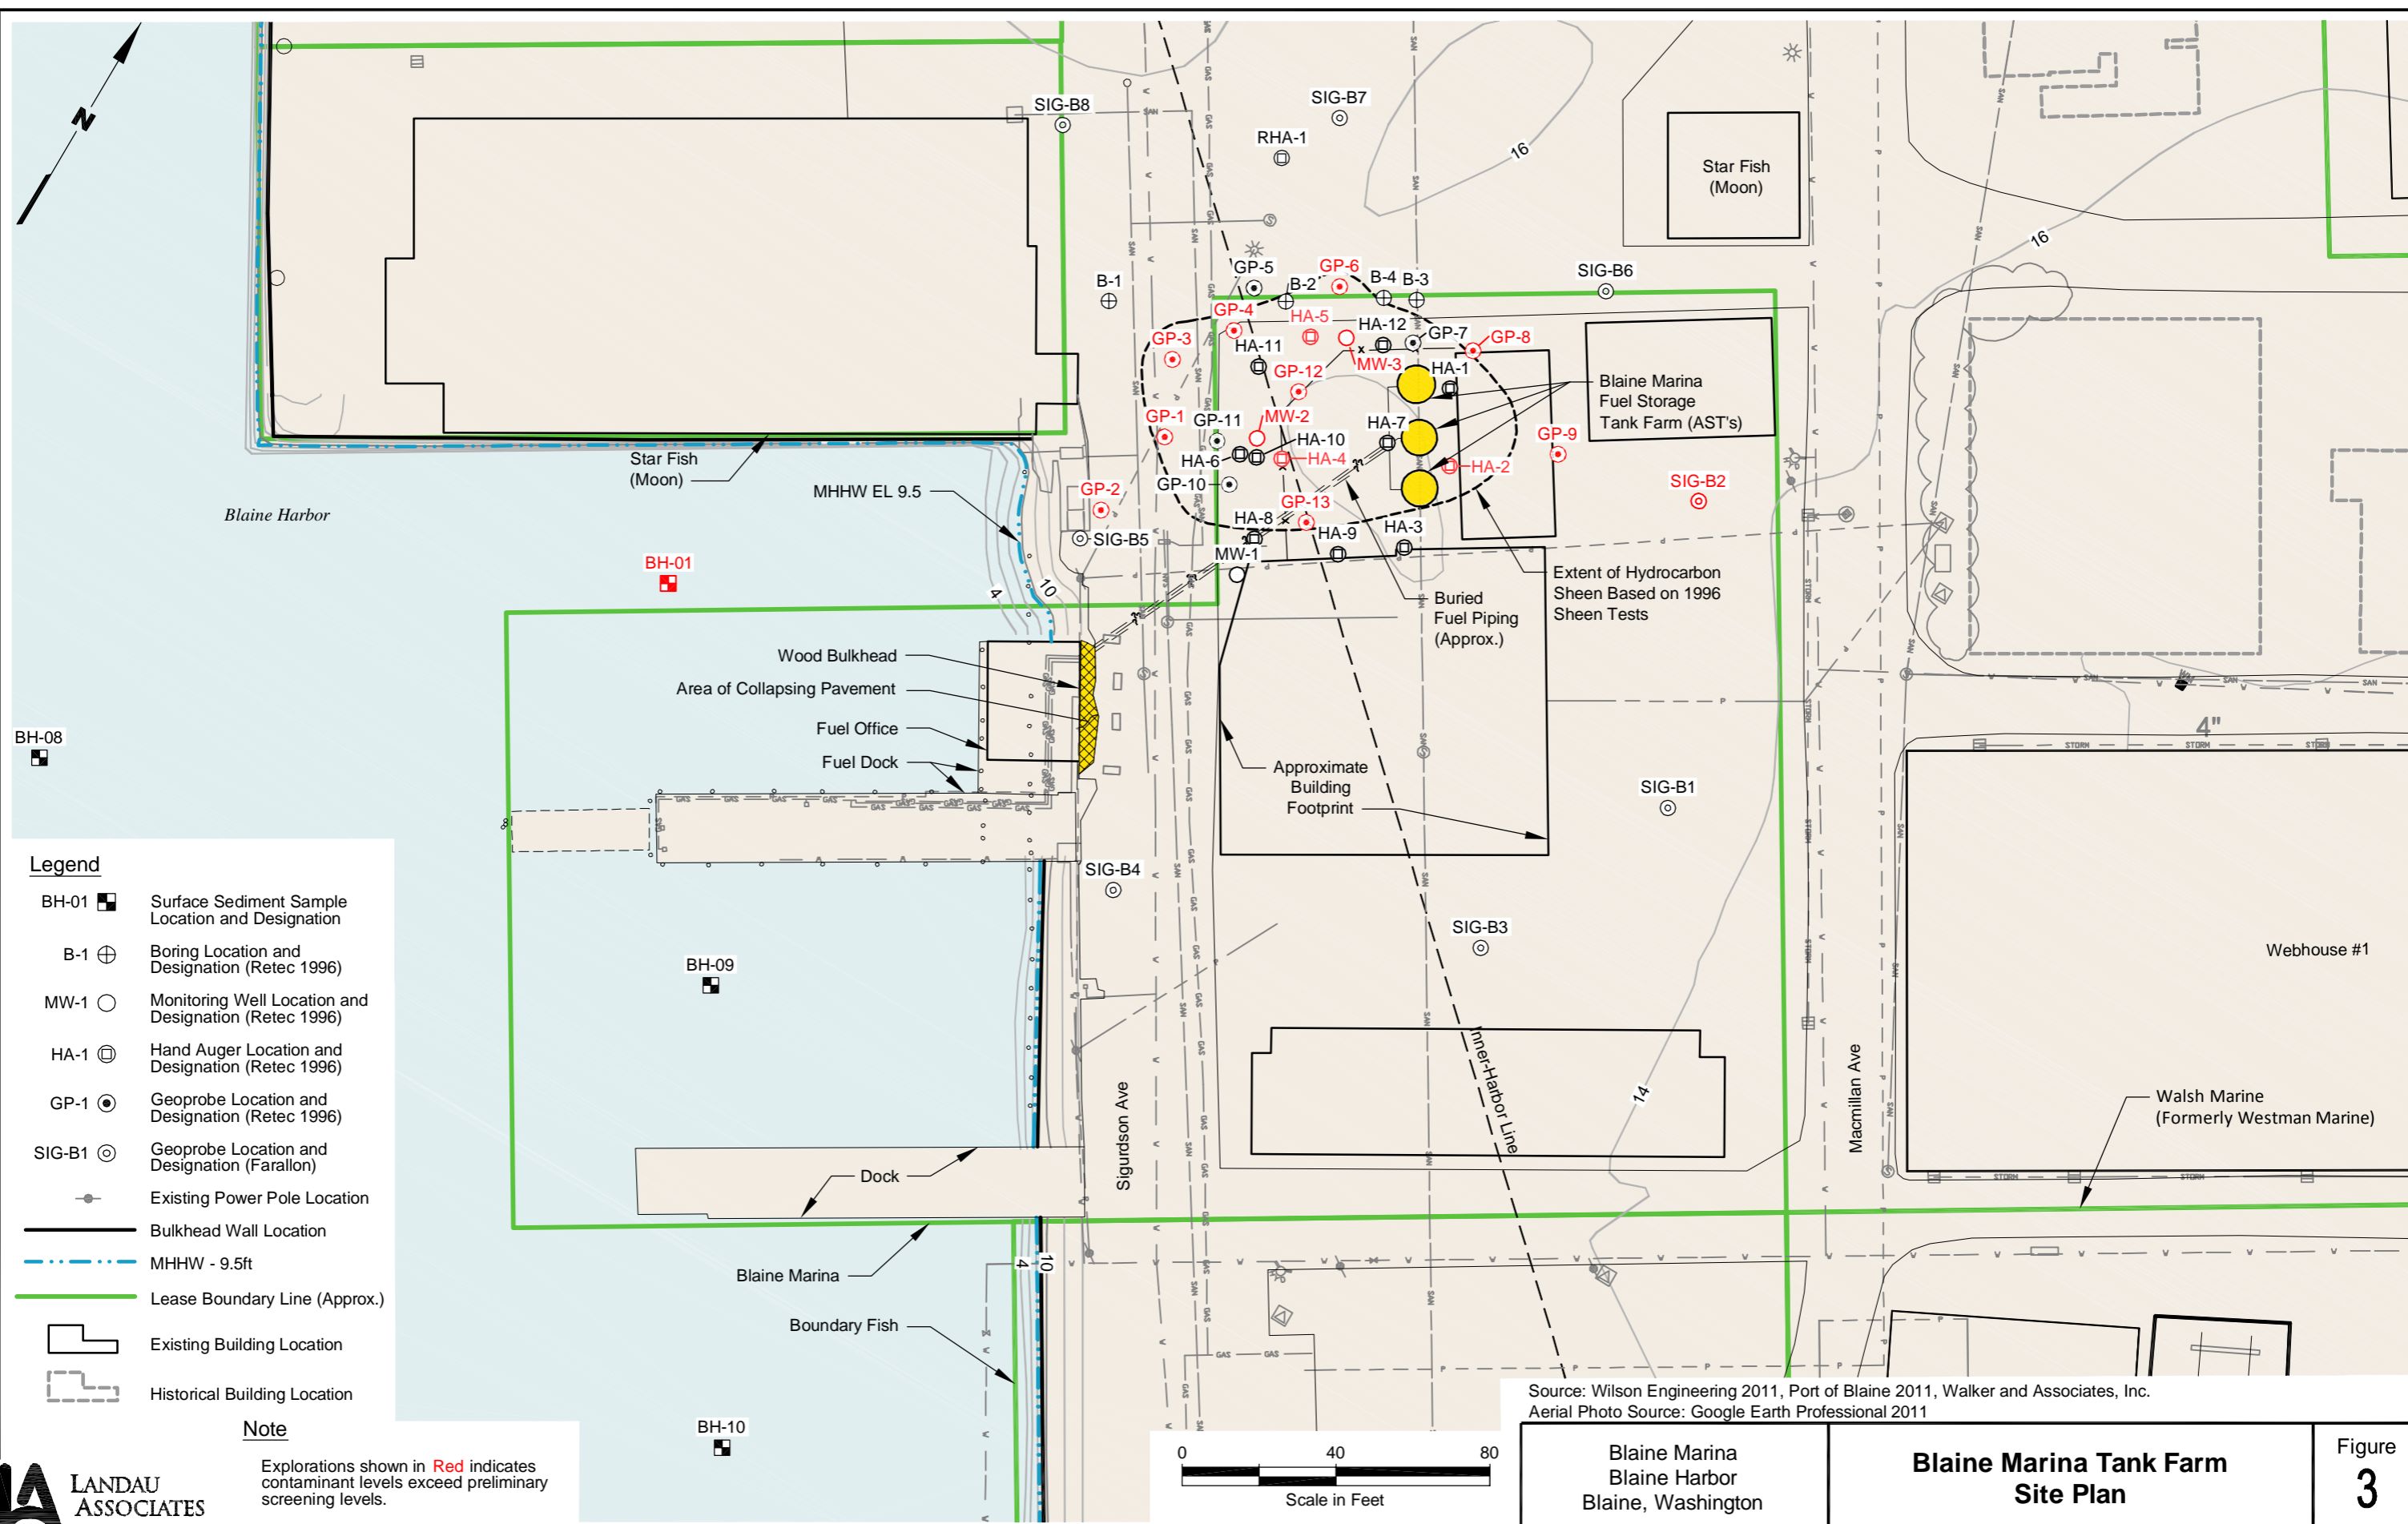 N
SIG-B8
SIG-B7
RHA-1
16
Star Fish
(Moon)
16
SIG-B6
B-1
GP-5
B-2
GP-6
B-4
B-3
GP-4
HA-5
HA-12
GP-7
GP-8
GP-3
HA-11
MW-3
HA-1
GP-12
Blaine Marina
Fuel Storage
Tank Farm (AST's)
GP-1
GP-11
MW-2
HA-7
GP-9
HA-6
HA-10
HA-4
HA-2
SIG-B2
GP-10
GP-2
GP-13
HA-8
HA-9
HA-3
SIG-B5
MW-1
Star Fish
(Moon)
MHHW EL 9.5
Blaine Harbor
BH-01
4
10
Extent of Hydrocarbon
Sheen Based on 1996
Sheen Tests
Buried
Fuel Piping
(Approx.)
Wood Bulkhead
Area of Collapsing Pavement
Fuel Office
Fuel Dock
BH-08
4"
Approximate
Building
Footprint
SIG-B1
SIG-B4
SIG-B3
BH-09
Webhouse #1
Inner-Harbor Line
14
Sigurdson Ave
Macmillan Ave
Walsh Marine
(Formerly Westman Marine)
Dock
Blaine Marina
4
10
Boundary Fish
BH-10
SAN
GAS
STORM
Legend
BH-01 Surface Sediment Sample
Location and Designation
B-1 Boring Location and
Designation (Retec 1996)
MW-1 Monitoring Well Location and
Designation (Retec 1996)
HA-1 Hand Auger Location and
Designation (Retec 1996)
GP-1 Geoprobe Location and
Designation (Retec 1996)
SIG-B1 Geoprobe Location and
Designation (Farallon)
Existing Power Pole Location
Bulkhead Wall Location
MHHW - 9.5ft
Lease Boundary Line (Approx.)
Existing Building Location
Historical Building Location
Note
Explorations shown in Red indicates
contaminant levels exceed preliminary
screening levels.
LANDAU
ASSOCIATES
0 40 80
Scale in Feet
Source: Wilson Engineering 2011, Port of Blaine 2011, Walker and Associates, Inc.
Aerial Photo Source: Google Earth Professional 2011
Blaine Marina
Blaine Harbor
Blaine, Washington
Blaine Marina Tank Farm
Site Plan
Figure
3